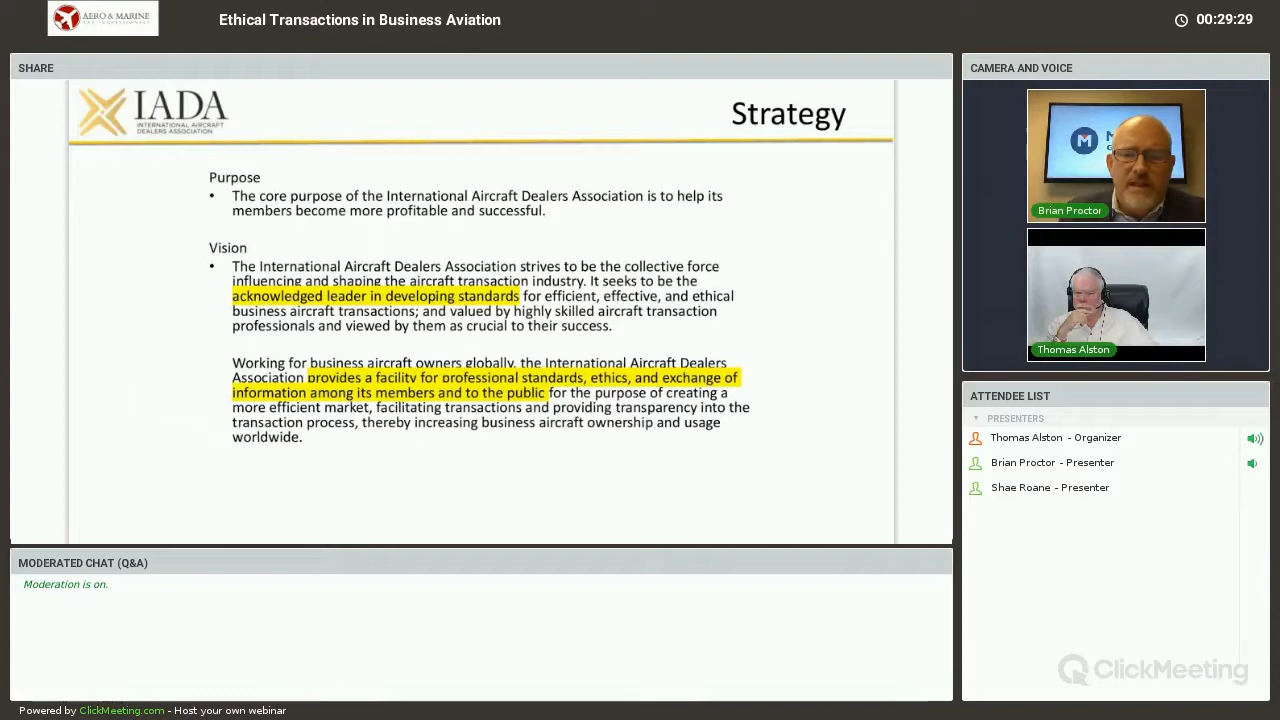 AERO & MARINE
TAX PROFESSIONALS
Ethical Transactions in Business Aviation
00:29:29
SHARE
IADA
INTERNATIONAL AIRCRAFT
DEALERS ASSOCIATION
Strategy
Purpose
• The core purpose of the International Aircraft Dealers Association is to help its
members become more profitable and successful.
Vision
• The International Aircraft Dealers Association strives to be the collective force
influencing and shaping the aircraft transaction industry. It seeks to be the
acknowledged leader in developing standards for efficient, effective, and ethical
business aircraft transactions; and valued by highly skilled aircraft transaction
professionals and viewed by them as crucial to their success.
Working for business aircraft owners globally, the International Aircraft Dealers
Association provides a facility for professional standards, ethics, and exchange of
information among its members and to the public for the purpose of creating a
more efficient market, facilitating transactions and providing transparency into the
transaction process, thereby increasing business aircraft ownership and usage
worldwide.
MODERATED CHAT (Q&A)
Moderation is on.
CAMERA AND VOICE
M
Brian Proctor
Thomas Alston
ATTENDEE LIST
PRESENTERS
Thomas Alston - Organizer
Brian Proctor - Presenter
Shae Roane - Presenter
ClickMeeting
Powered by ClickMeeting.com - Host your own webinar